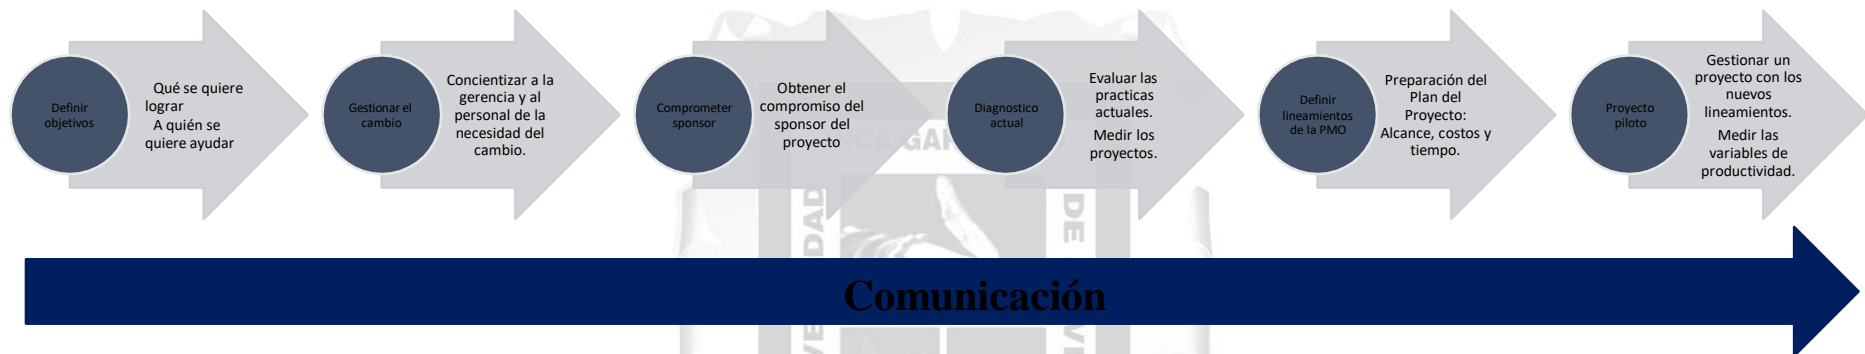 Definir
objetivos
Qué se quiere
lograr
A quién se
quiere ayudar
Gestionar el
cambio
Concientizar a la
gerencia y al
personal de la
necesidad del
cambio.
Comprometer
sponsor
Obtener el
compromiso del
sponsor del
proyecto
Diagnostico
actual
Evaluar las
practicas
actuales.
Medir los
proyectos.
Definir
lineamientos
de la PMO
Preparación del
Plan del
Proyecto:
Alcance, costos y
tiempo.
Proyecto
piloto
Gestionar un
proyecto con los
nuevos
lineamientos.
Medir las
variables de
productividad.
Comunicación
DE